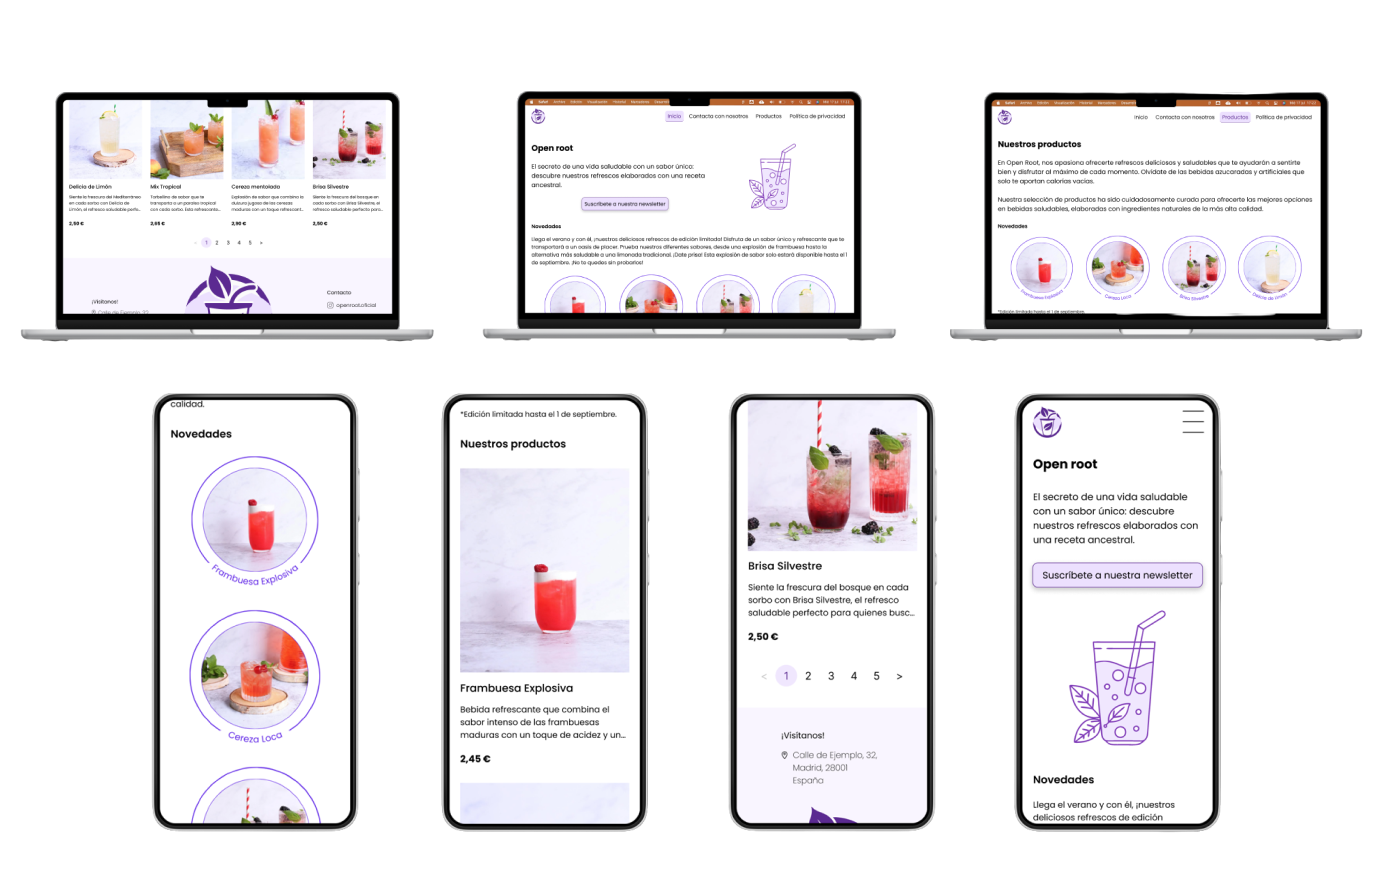 Delicia de Limón
Siente la frescura del Mediterráneo
en cada sorbo con Delicia de
Limón, el refresco saludable perfe...
2,50 €
Mix Tropical
Torbellino de sabor que te
transporta a un paraíso tropical
con cada sorbo. Este refrescante...
2,95 €
Cereza mentolada
Explosión de sabor que combina la
dulzura jugosa de las cerezas
maduras con un toque refrescant...
3,90 €
Brisa Silvestre
Siente la frescura del bosque en
cada sorbo con Brisa Silvestre, el
refresco saludable perfecto para...
2,50 €
< 1 2 3 4 5 >
¡Visítanos!
Calle de Ejemplo, 32,
Contacto
openroot.oficial
Inicio Contacta con nosotros Productos Política de privacidad
Open root
El secreto de una vida saludable con un sabor único:
descubre nuestros refrescos elaborados con una receta
ancestral.
Suscríbete a nuestra newsletter
Novedades
Llega el verano y con él, ¡nuestros deliciosos refrescos de edición limitada! Disfruta de un sabor único y refrescante que te
transportará a un oasis de placer. Prueba nuestros diferentes sabores, desde una explosión de frambuesa hasta la
alternativa más saludable a una limonada tradicional. ¡Date prisa! Esta explosión de sabor solo estará disponible hasta el 1
de septiembre. ¡No te quedes sin probarlos!
Inicio Contacta con nosotros Productos Política de privacidad
Nuestros productos
En Open Root, nos apasiona ofrecerte refrescos deliciosos y saludables que te ayudarán a sentirte
bien y disfrutar al máximo de cada momento. Olvídate de las bebidas azucaradas y artificiales que
solo te aportan calorías vacías.
Nuestra selección de productos ha sido cuidadosamente curada para ofrecerte las mejores opciones
en bebidas saludables, elaboradas con ingredientes naturales de la más alta calidad.
Novedades
Frambuesa Explosiva
Cereza Loca
Brisa Silvestre
Delicia de Limón
*Edición limitada hasta el 1 de septiembre.
calidad.
Novedades
Frambuesa Explosiva
Cereza Loca
*Edición limitada hasta el 1 de septiembre.
Nuestros productos
Frambuesa Explosiva
Bebida refrescante que combina el
sabor intenso de las frambuesas
maduras con un toque de acidez y un...
2,45 €
Brisa Silvestre
Siente la frescura del bosque en cada
sorbo con Brisa Silvestre, el refresco
saludable perfecto para quienes busc...
2,50 €
< 1 2 3 4 5 >
¡Visítanos!
Calle de Ejemplo, 32,
Madrid, 28001
España
Open root
El secreto de una vida saludable
con un sabor único: descubre
nuestros refrescos elaborados con
una receta ancestral.
Suscríbete a nuestra newsletter
Novedades
Llega el verano y con él, ¡nuestros
deliciosos refrescos de edición